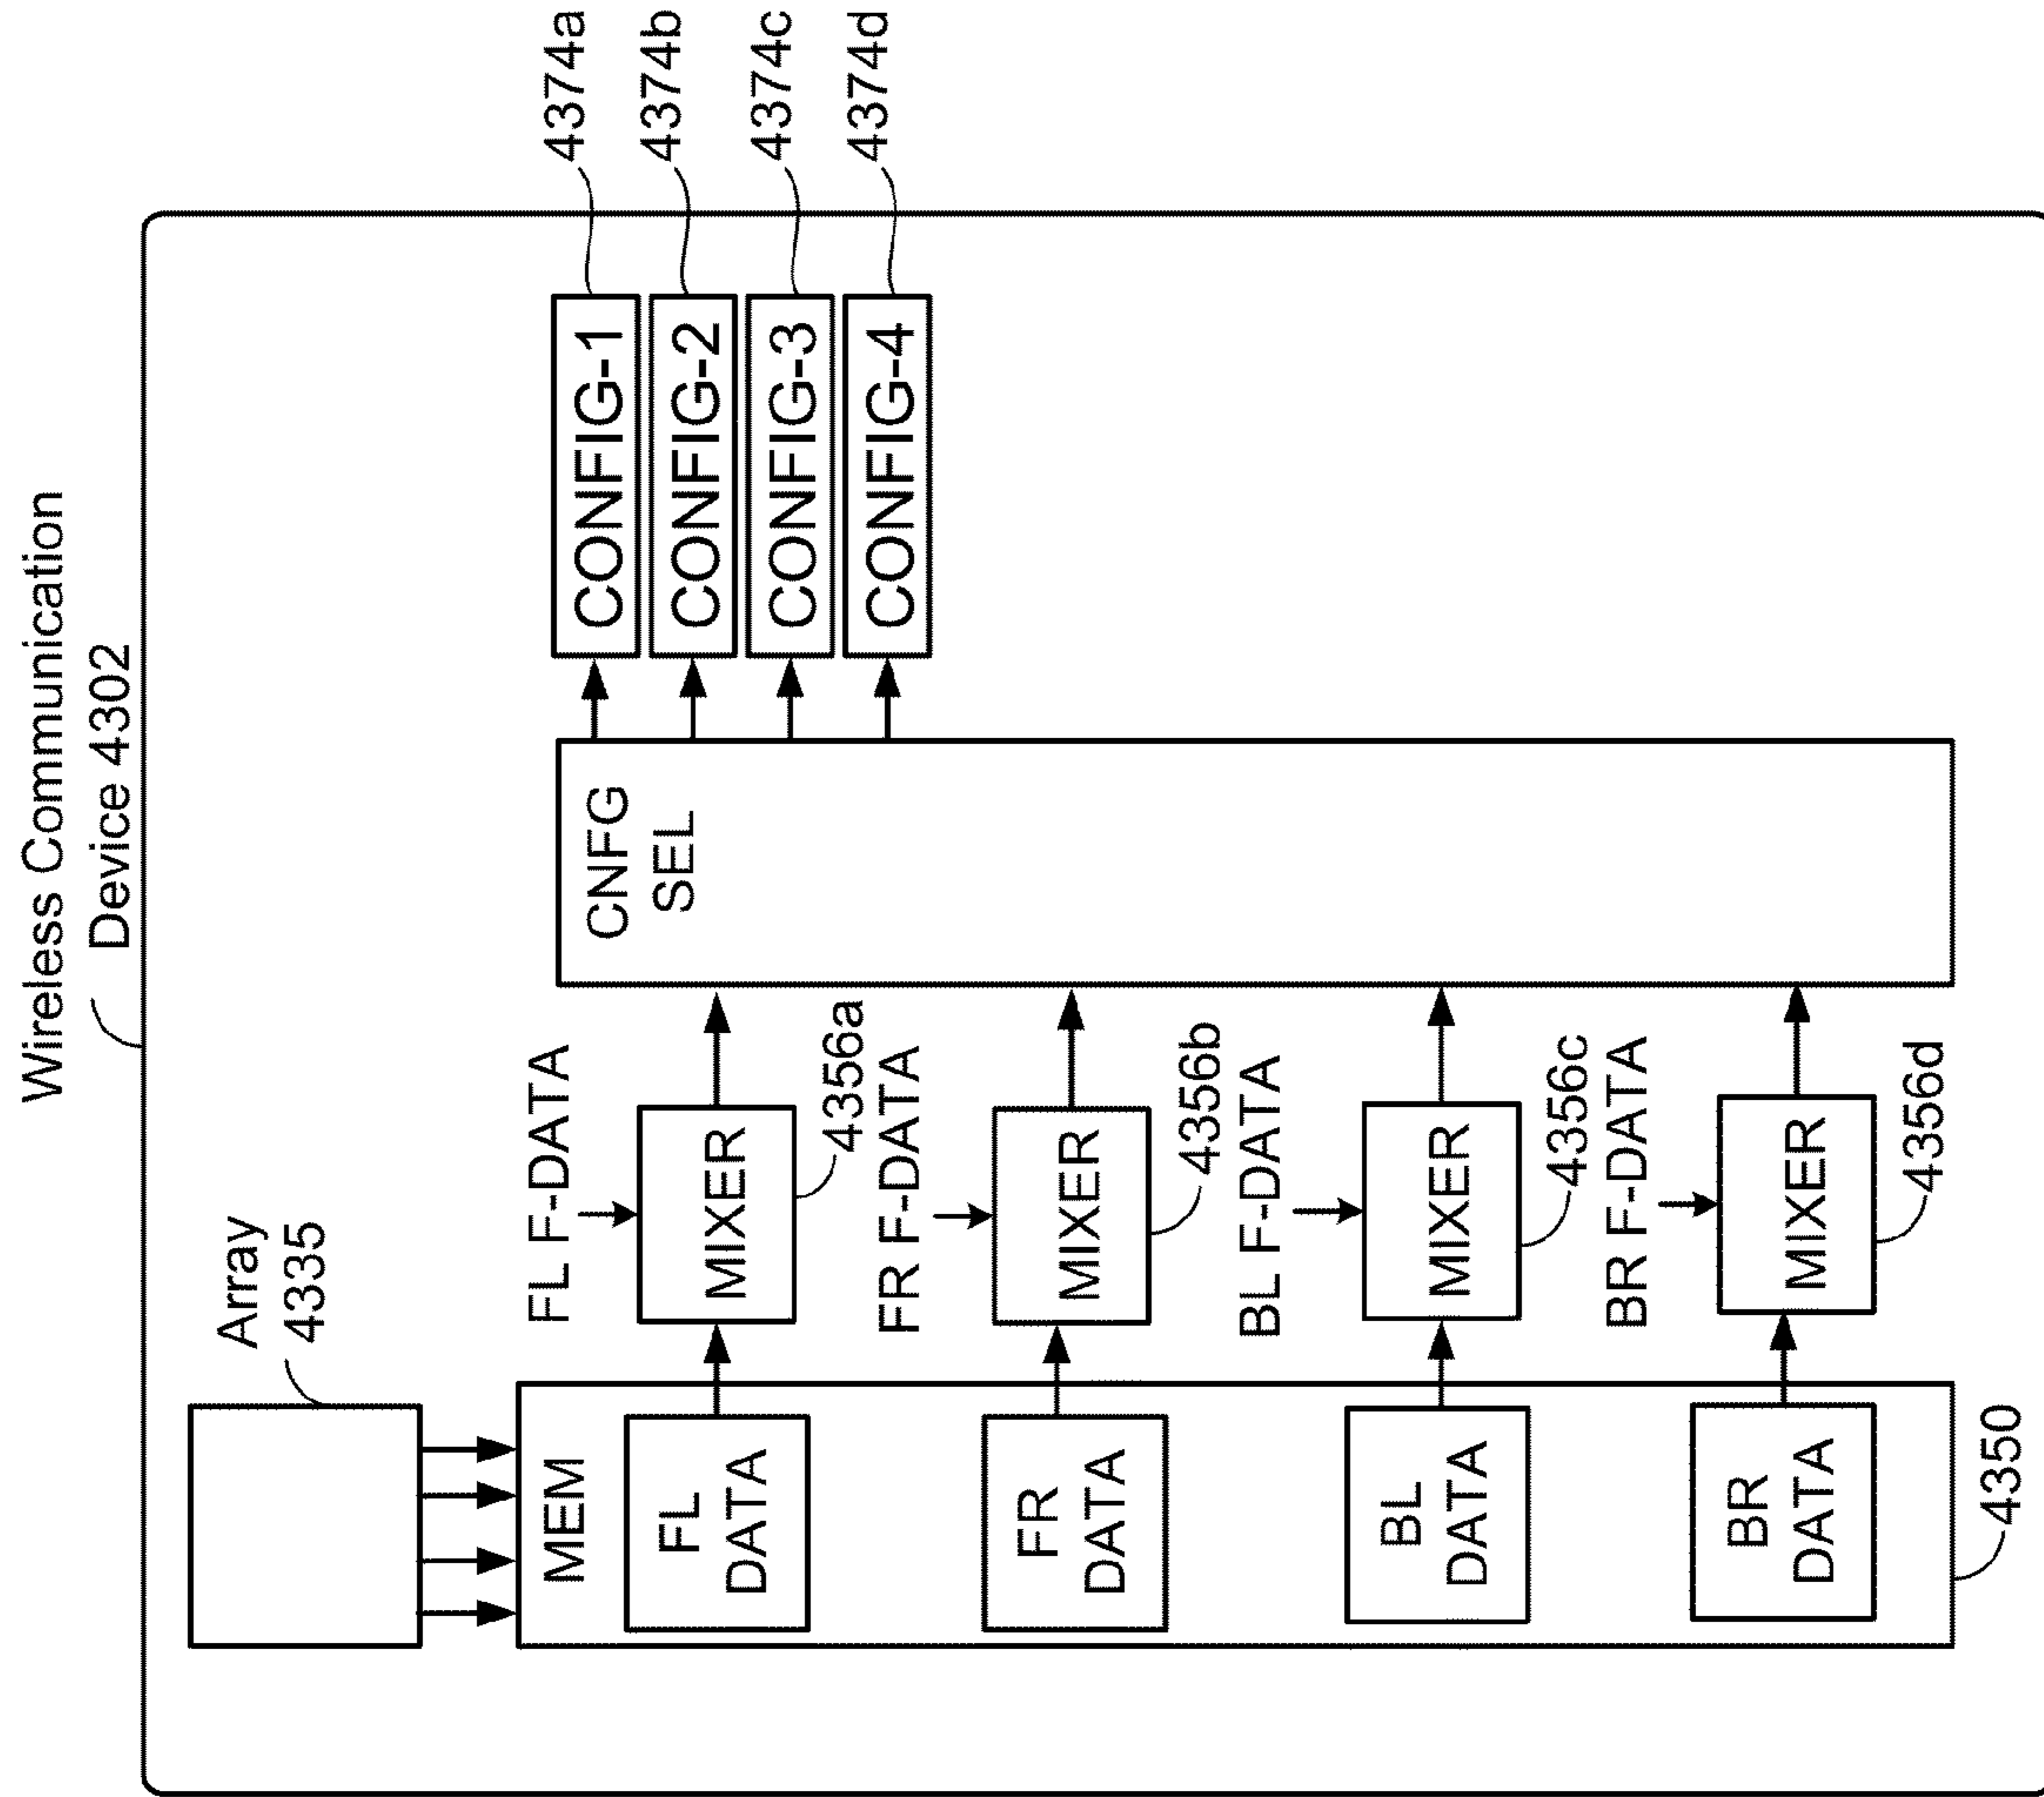 Wireless Communication
Device 4302
Array
4335
MEM
FL
DATA
FR
DATA
BL
DATA
BR
DATA
4350
FL F-DATA
MIXER
4356a
FR F-DATA
MIXER
4356b
BL F-DATA
MIXER
4356c
BR F-DATA
MIXER
4356d
CNFG
SEL
CONFIG-1
CONFIG-2
CONFIG-3
CONFIG-4
4374a
4374b
4374c
4374d